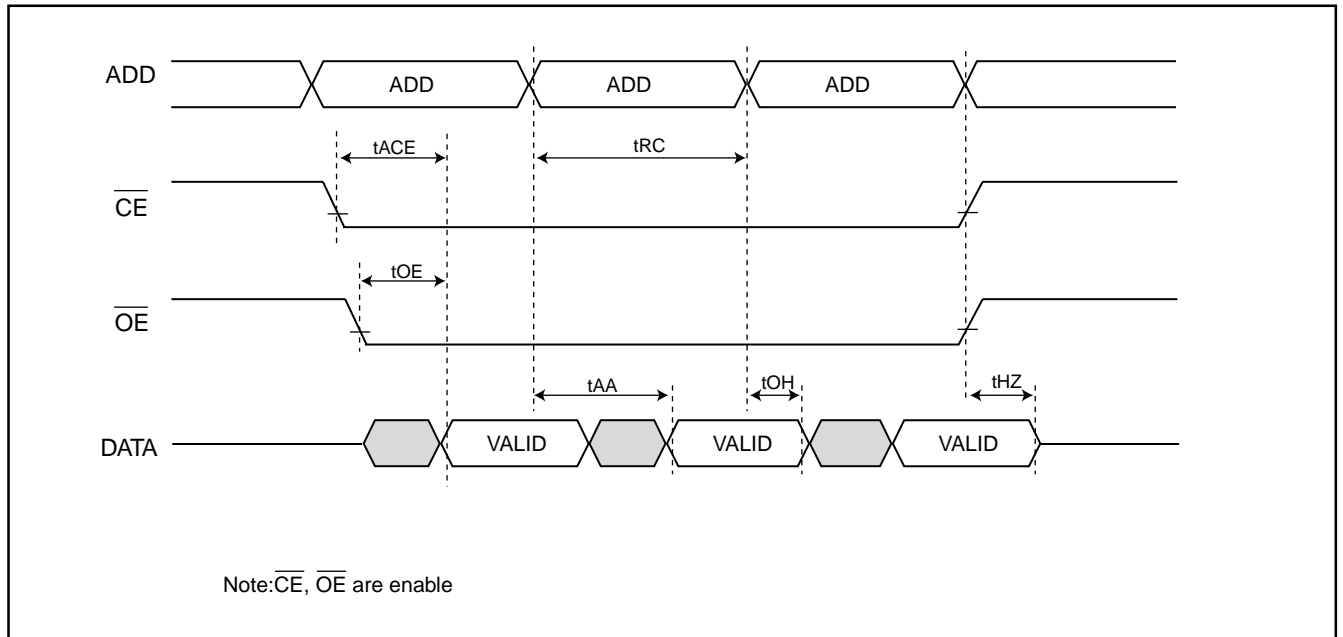 ADD ADD ADD ADD
tACE tRC
CE
tOE
OE
tAA tOH tHZ
DATA VALID VALID VALID
Note:CE, OE are enable